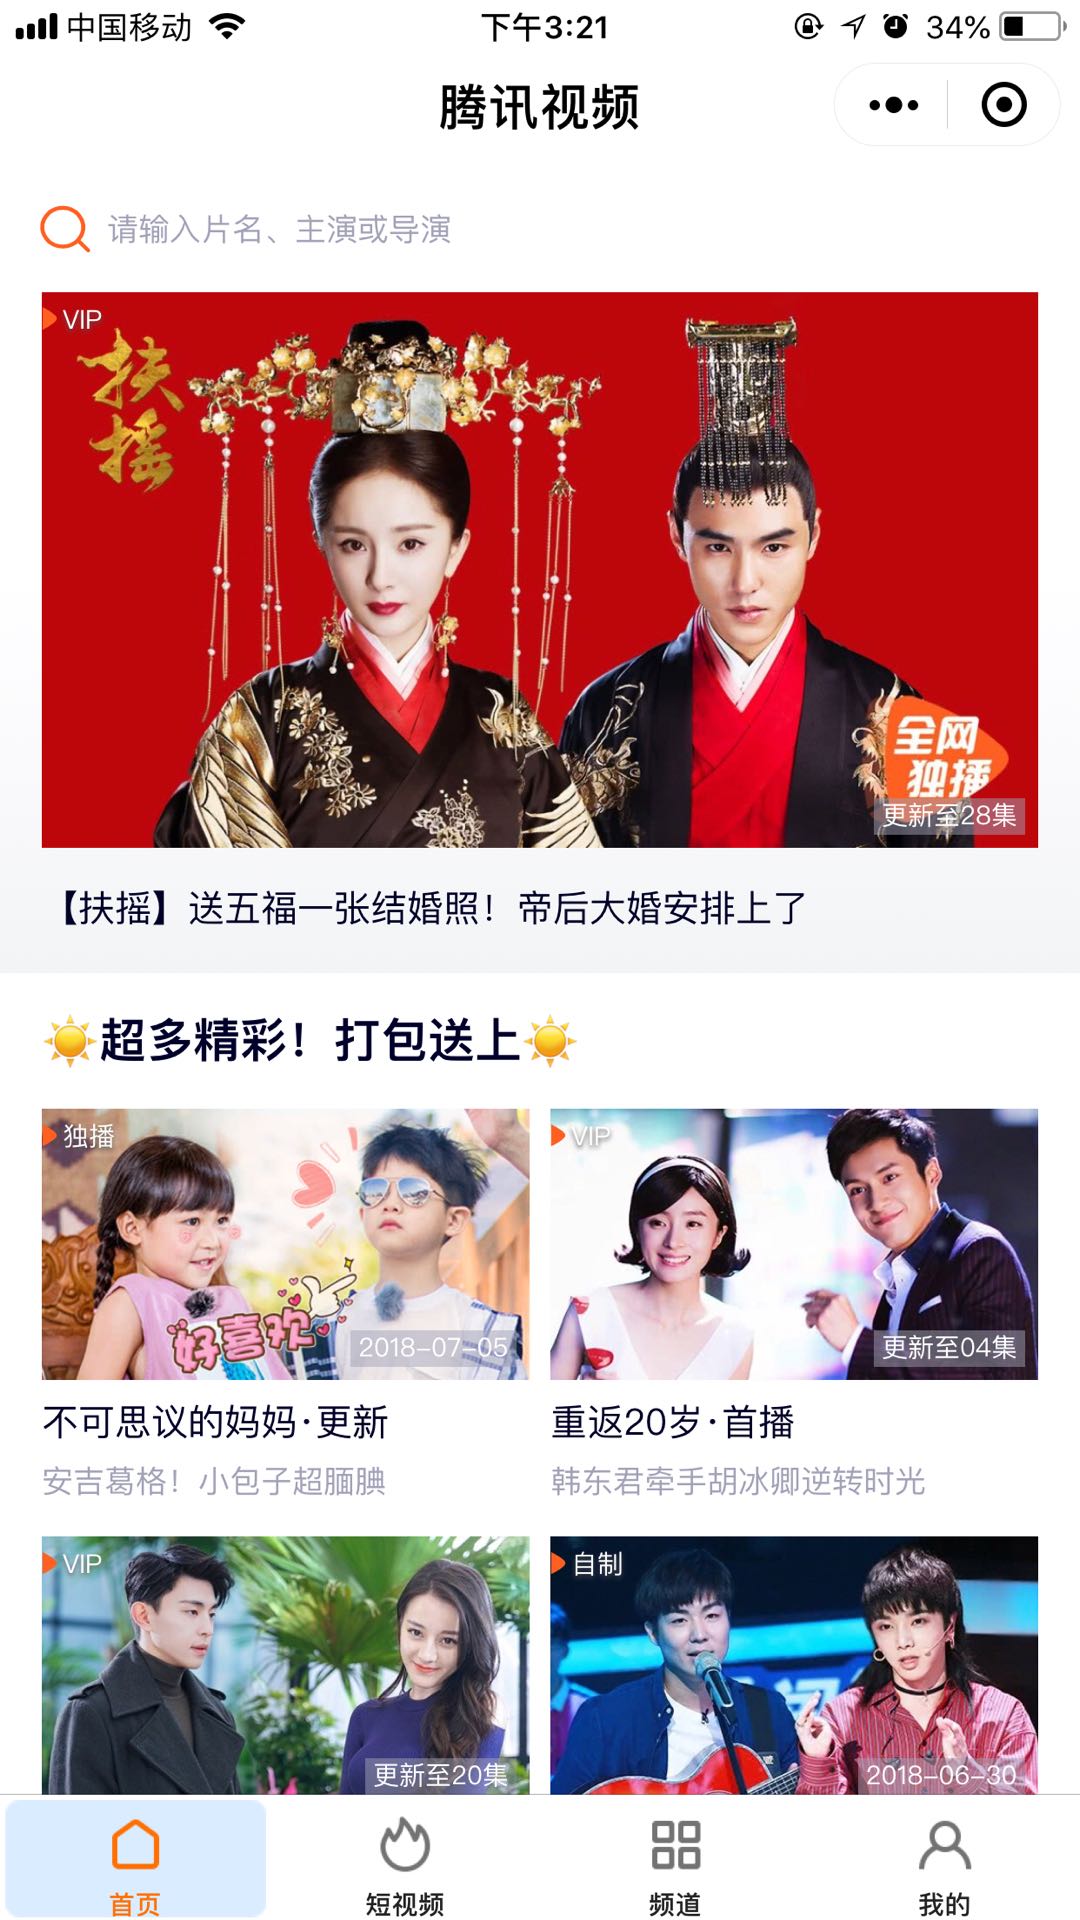 中国移动
下午3:21
34%
腾讯视频
请输入片名、主演或导演
VIP
扶
摇
全网
独播
更新至28集
【扶摇】送五福一张结婚照！帝后大婚安排上了
☀️超多精彩！打包送上☀️
独播
好喜欢
2018-07-05
VIP
更新至04集
不可思议的妈妈·更新
重返20岁·首播
安吉葛格！小包子超腼腆
韩东君牵手胡冰卿逆转时光
VIP
更新至20集
自制
2018-06-30
首页
短视频
频道
我的